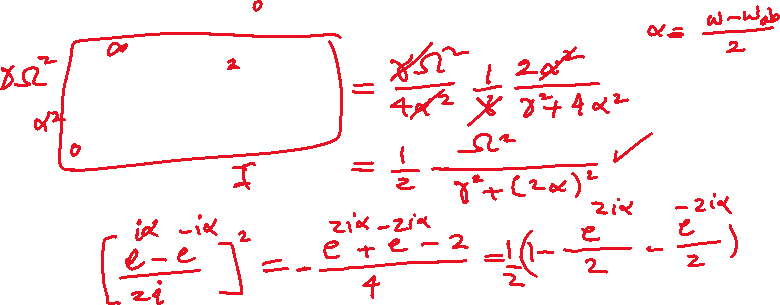 0
α = (ω - ω_ab)/2
γΩ² ∞ 2 = γΩ²/4α² 1/γ 2α²/(γ² + 4α²)
α² 0
I = 1/2 Ω²/(γ² + (2α)²) ✓
[(e^{iα} - e^{-iα})/2i]² = - (e^{2iα} + e^{-2iα} - 2)/4 = 1/2 (1 - e^{2iα}/2 - e^{-2iα}/2)